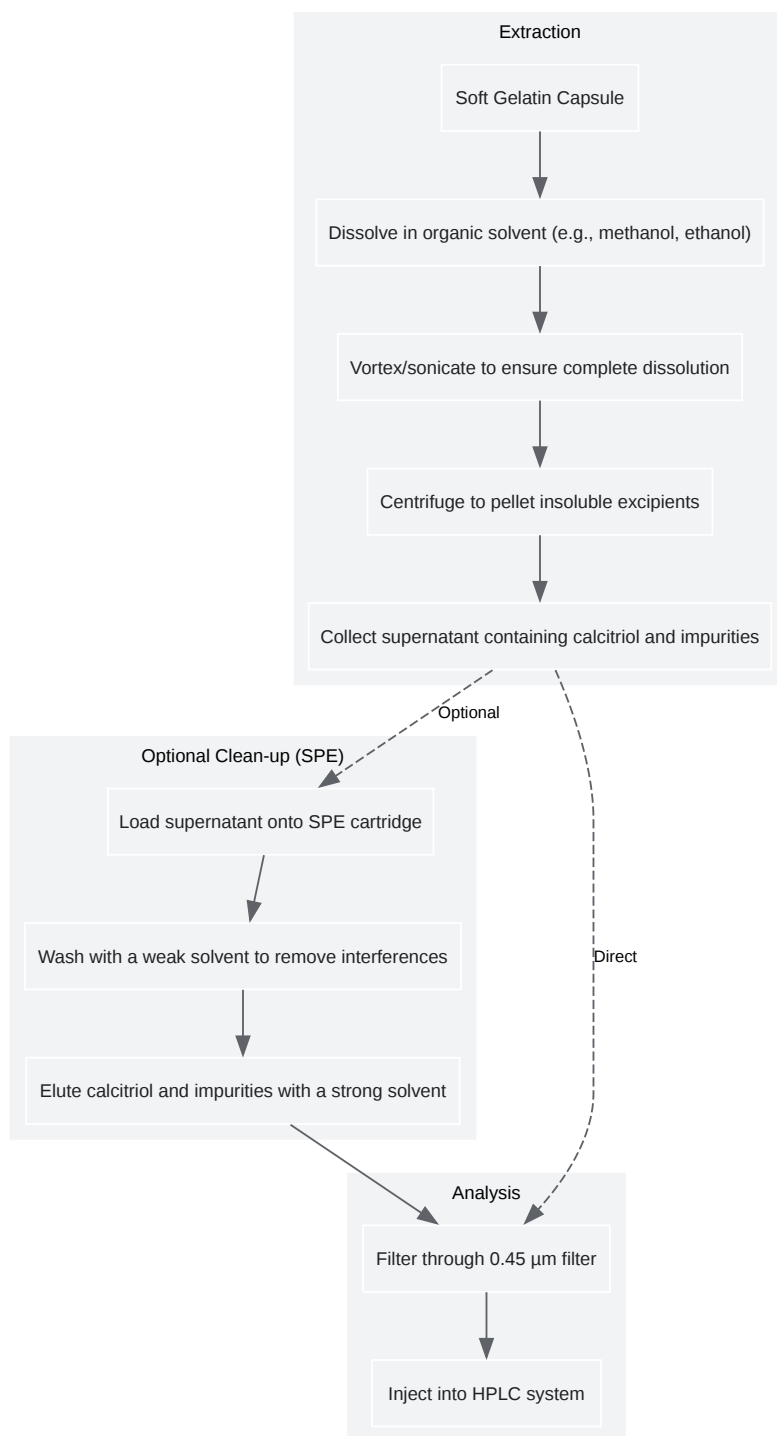 Extraction
Soft Gelatin Capsule
Dissolve in organic solvent (e.g., methanol, ethanol)
Vortex/sonicate to ensure complete dissolution
Centrifuge to pellet insoluble excipients
Collect supernatant containing calcitriol and impurities
Optional
Optional Clean-up (SPE)
Load supernatant onto SPE cartridge
Wash with a weak solvent to remove interferences
Direct
Elute calcitriol and impurities with a strong solvent
Analysis
Filter through 0.45 µm filter
Inject into HPLC system